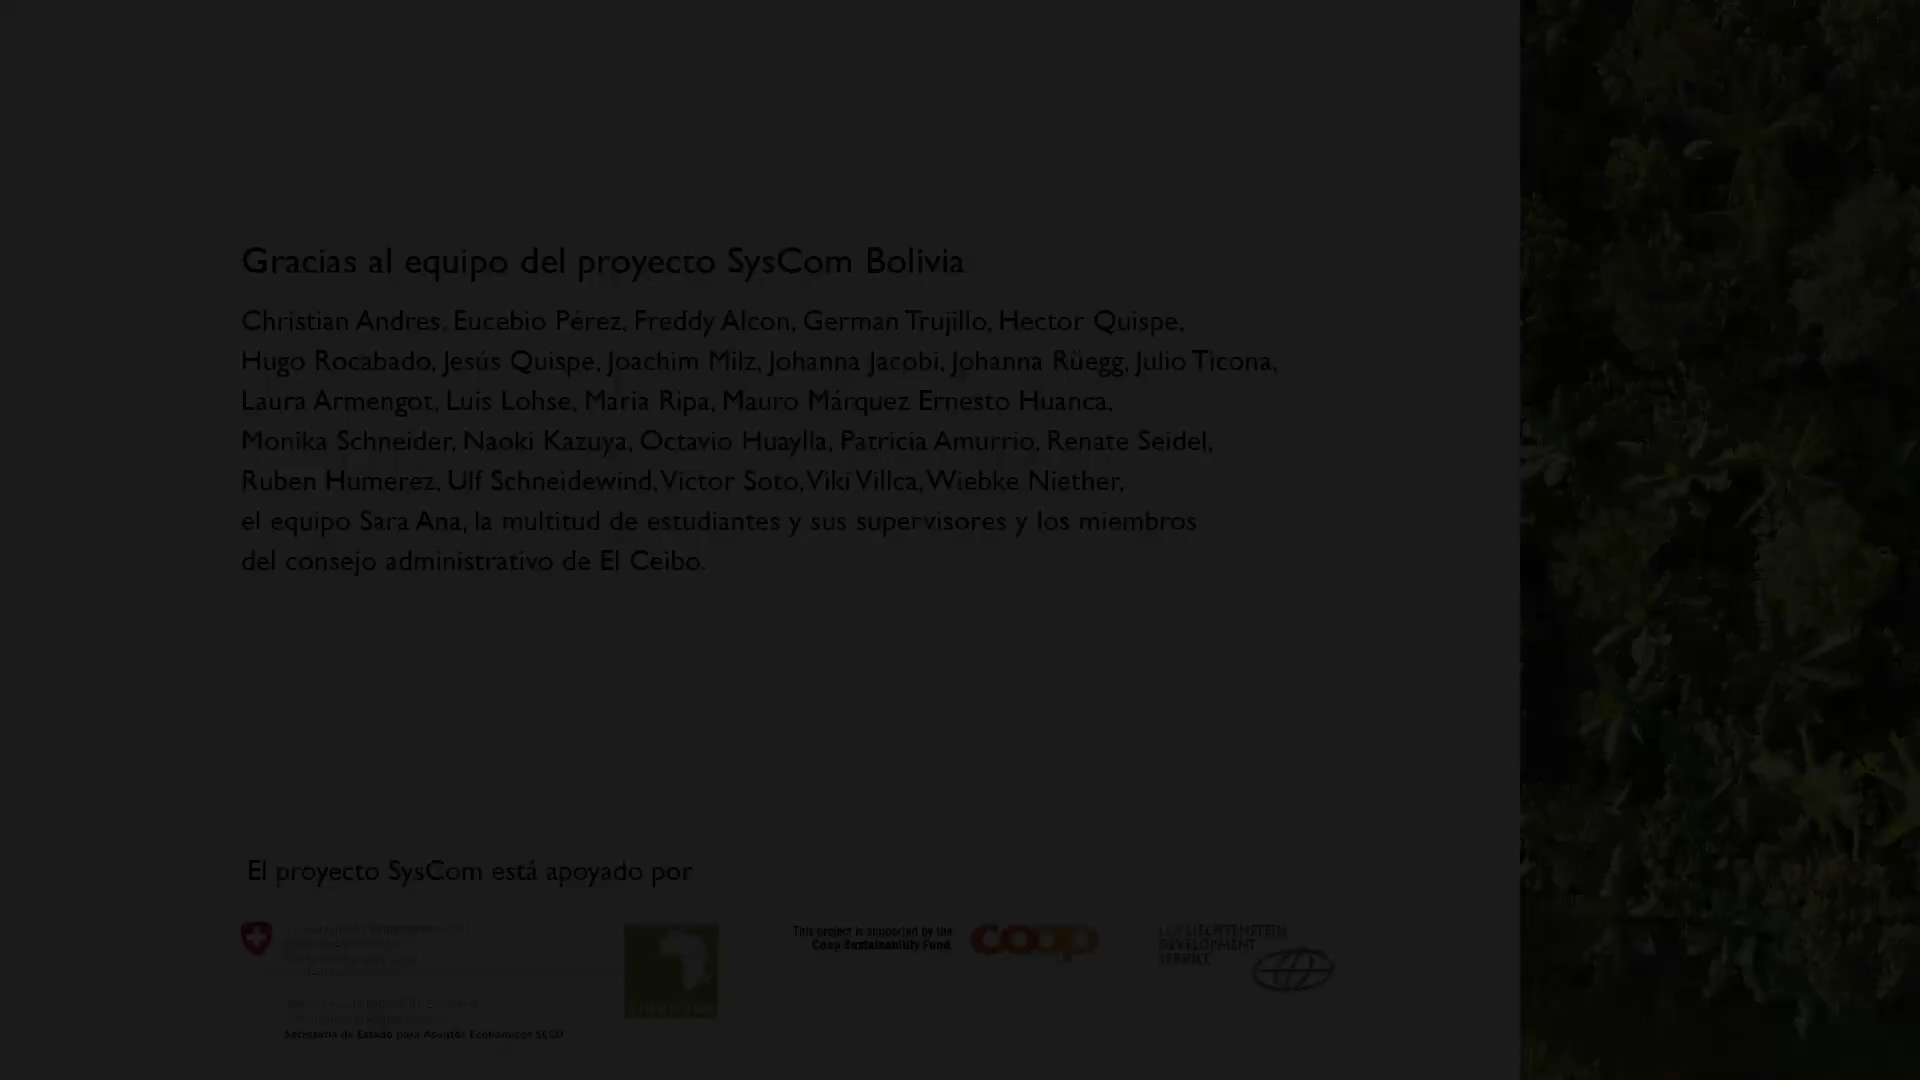 Gracias al equipo del proyecto SysCom Bolivia
Christian Andres, Eucebio Pérez, Freddy Alcon, German Trujillo, Hector Quispe,
Hugo Rocabado, Jesús Quispe, Joachim Milz, Johanna Jacobi, Johanna Rüegg, Julio Ticona,
Laura Armengot, Luis Lohse, Maria Ripa, Mauro Márquez Ernesto Huanca,
Monika Schneider, Naoki Kazuya, Octavio Huaylla, Patricia Amurrio, Renate Seidel,
Ruben Humerez, Ulf Schneidewind, Victor Soto, Viki Villca, Wiebke Niether,
el equipo Sara Ana, la multitud de estudiantes y sus supervisores y los miembros
del consejo administrativo de El Ceibo.
El proyecto SysCom está apoyado por
Secretaría de Estado para Asuntos Económicos SECO
This project is supported by the
Coop Sustainability Fund.
coop
LIECHTENSTEIN
DEVELOPMENT
SERVICE